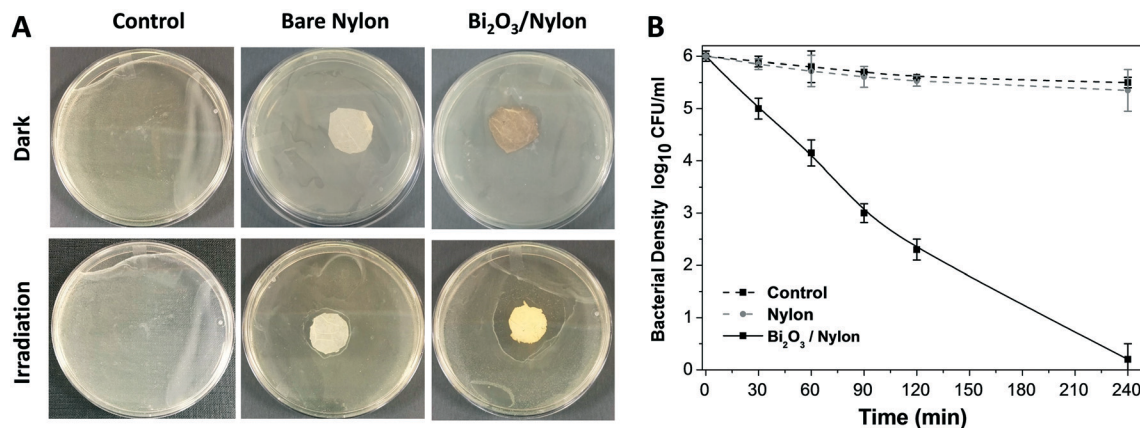 A
Control
Bare Nylon
Bi₂O₃/Nylon
Dark
Irradiation
B
Bacterial Density log₁₀ CFU/ml
6
5
4
3
2
1
0
Control
Nylon
Bi₂O₃ / Nylon
0 30 60 90 120 150 180 210 240
Time (min)